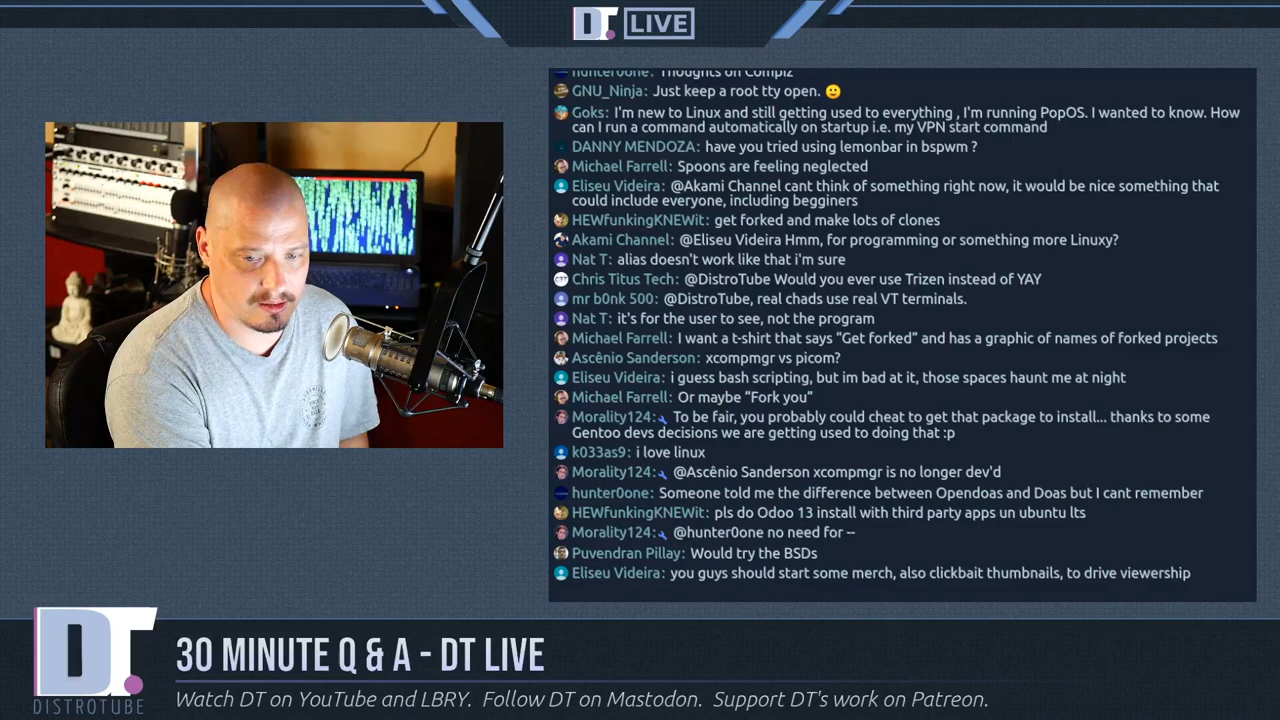 DT. LIVE
hunter0one: Thoughts on Compiz
GNU_Ninja: Just keep a root tty open. 🙂
Goks: I'm new to Linux and still getting used to everything , I'm running PopOS. I wanted to know. How
can I run a command automatically on startup i.e. my VPN start command
DANNY MENDOZA: have you tried using lemonbar in bspwm ?
Michael Farrell: Spoons are feeling neglected
Eliseu Videira: @Akami Channel cant think of something right now, it would be nice something that
could include everyone, including begginers
HEWfunkingKNEWit: get forked and make lots of clones
Akami Channel: @Eliseu Videira Hmm, for programming or something more Linuxy?
Nat T: alias doesn't work like that i'm sure
Chris Titus Tech: @DistroTube Would you ever use Trizen instead of YAY
mr b0nk 500: @DistroTube, real chads use real VT terminals.
Nat T: it's for the user to see, not the program
Michael Farrell: I want a t-shirt that says “Get forked” and has a graphic of names of forked projects
Ascênio Sanderson: xcompmgr vs picom?
Eliseu Videira: i guess bash scripting, but im bad at it, those spaces haunt me at night
Michael Farrell: Or maybe “Fork you”
Morality124: To be fair, you probably could cheat to get that package to install... thanks to some
Gentoo devs decisions we are getting used to doing that :p
k033as9: i love linux
Morality124: @Ascênio Sanderson xcompmgr is no longer dev'd
hunter0one: Someone told me the difference between Opendoas and Doas but I cant remember
HEWfunkingKNEWit: pls do Odoo 13 install with third party apps un ubuntu lts
Morality124: @hunter0one no need for --
Puvendran Pillay: Would try the BSDs
Eliseu Videira: you guys should start some merch, also clickbait thumbnails, to drive viewership
DT.
DISTROTUBE
30 MINUTE Q & A - DT LIVE
Watch DT on YouTube and LBRY. Follow DT on Mastodon. Support DT's work on Patreon.